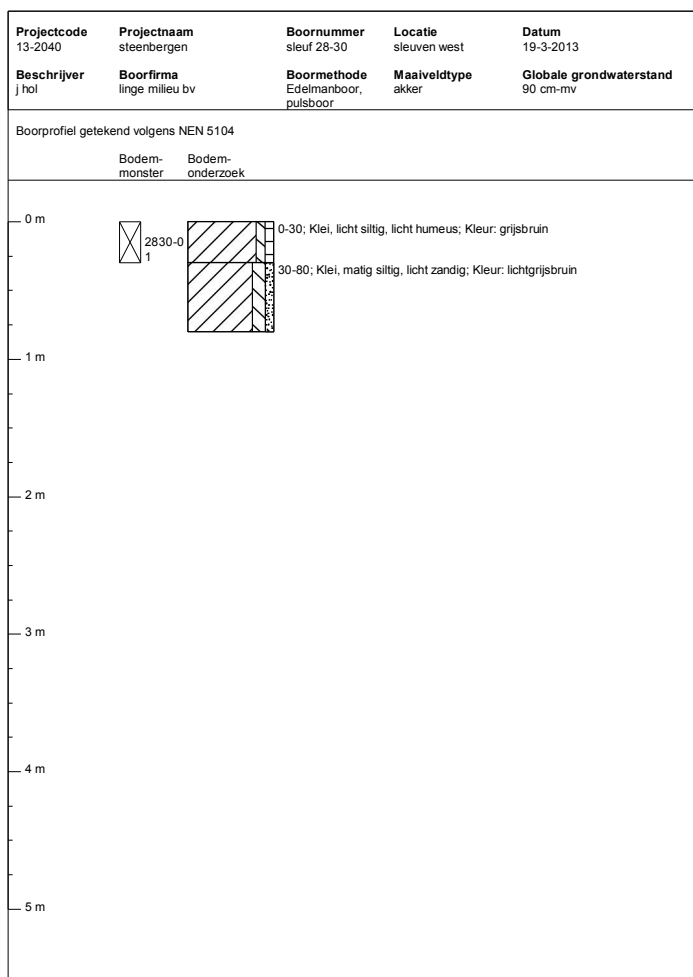 Projectcode Projectnaam Boornummer Locatie Datum
13-2040 steenbergen sleuf 28-30 sleuven west 19-3-2013
Beschrijver Boorfirma Boormethode Maaiveldtype Globale grondwaterstand
j hol linge milieu bv Edelmanboor, akker 90 cm-mv
pulsboor
Boorprofiel getekend volgens NEN 5104
Bodem- Bodem-
monster onderzoek
0 m
0-30; Klei, licht siltig, licht humeus; Kleur: grijsbruin
2830-0
1
30-80; Klei, matig siltig, licht zandig; Kleur: lichtgrijsbruin
1 m
2 m
3 m
4 m
5 m